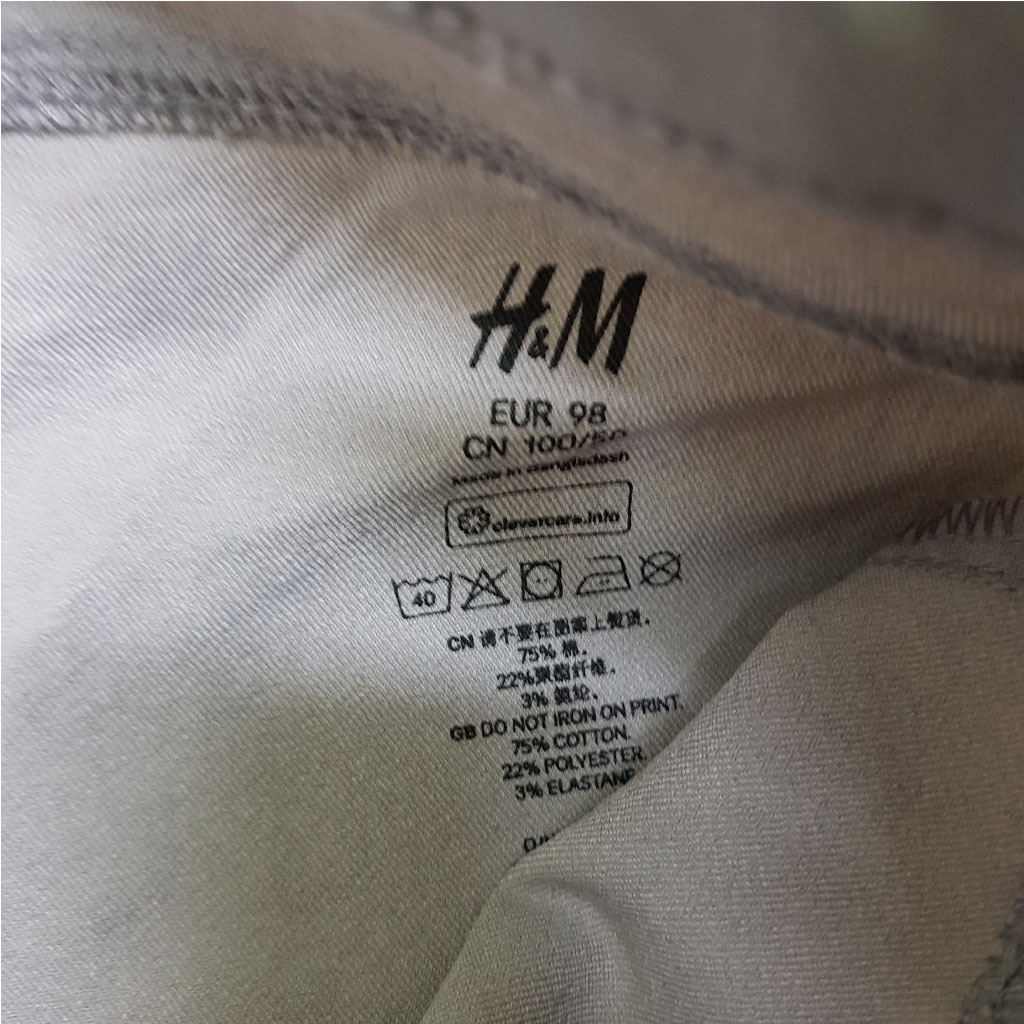 H&M
EUR 98
CN 100/56
Made in Bangladesh
clevercare.info
40
CN 请不要在图案上熨烫.
75% 棉.
22%聚酯纤维.
3% 氨纶.
GB DO NOT IRON ON PRINT.
75% COTTON.
22% POLYESTER.
3% ELASTANE